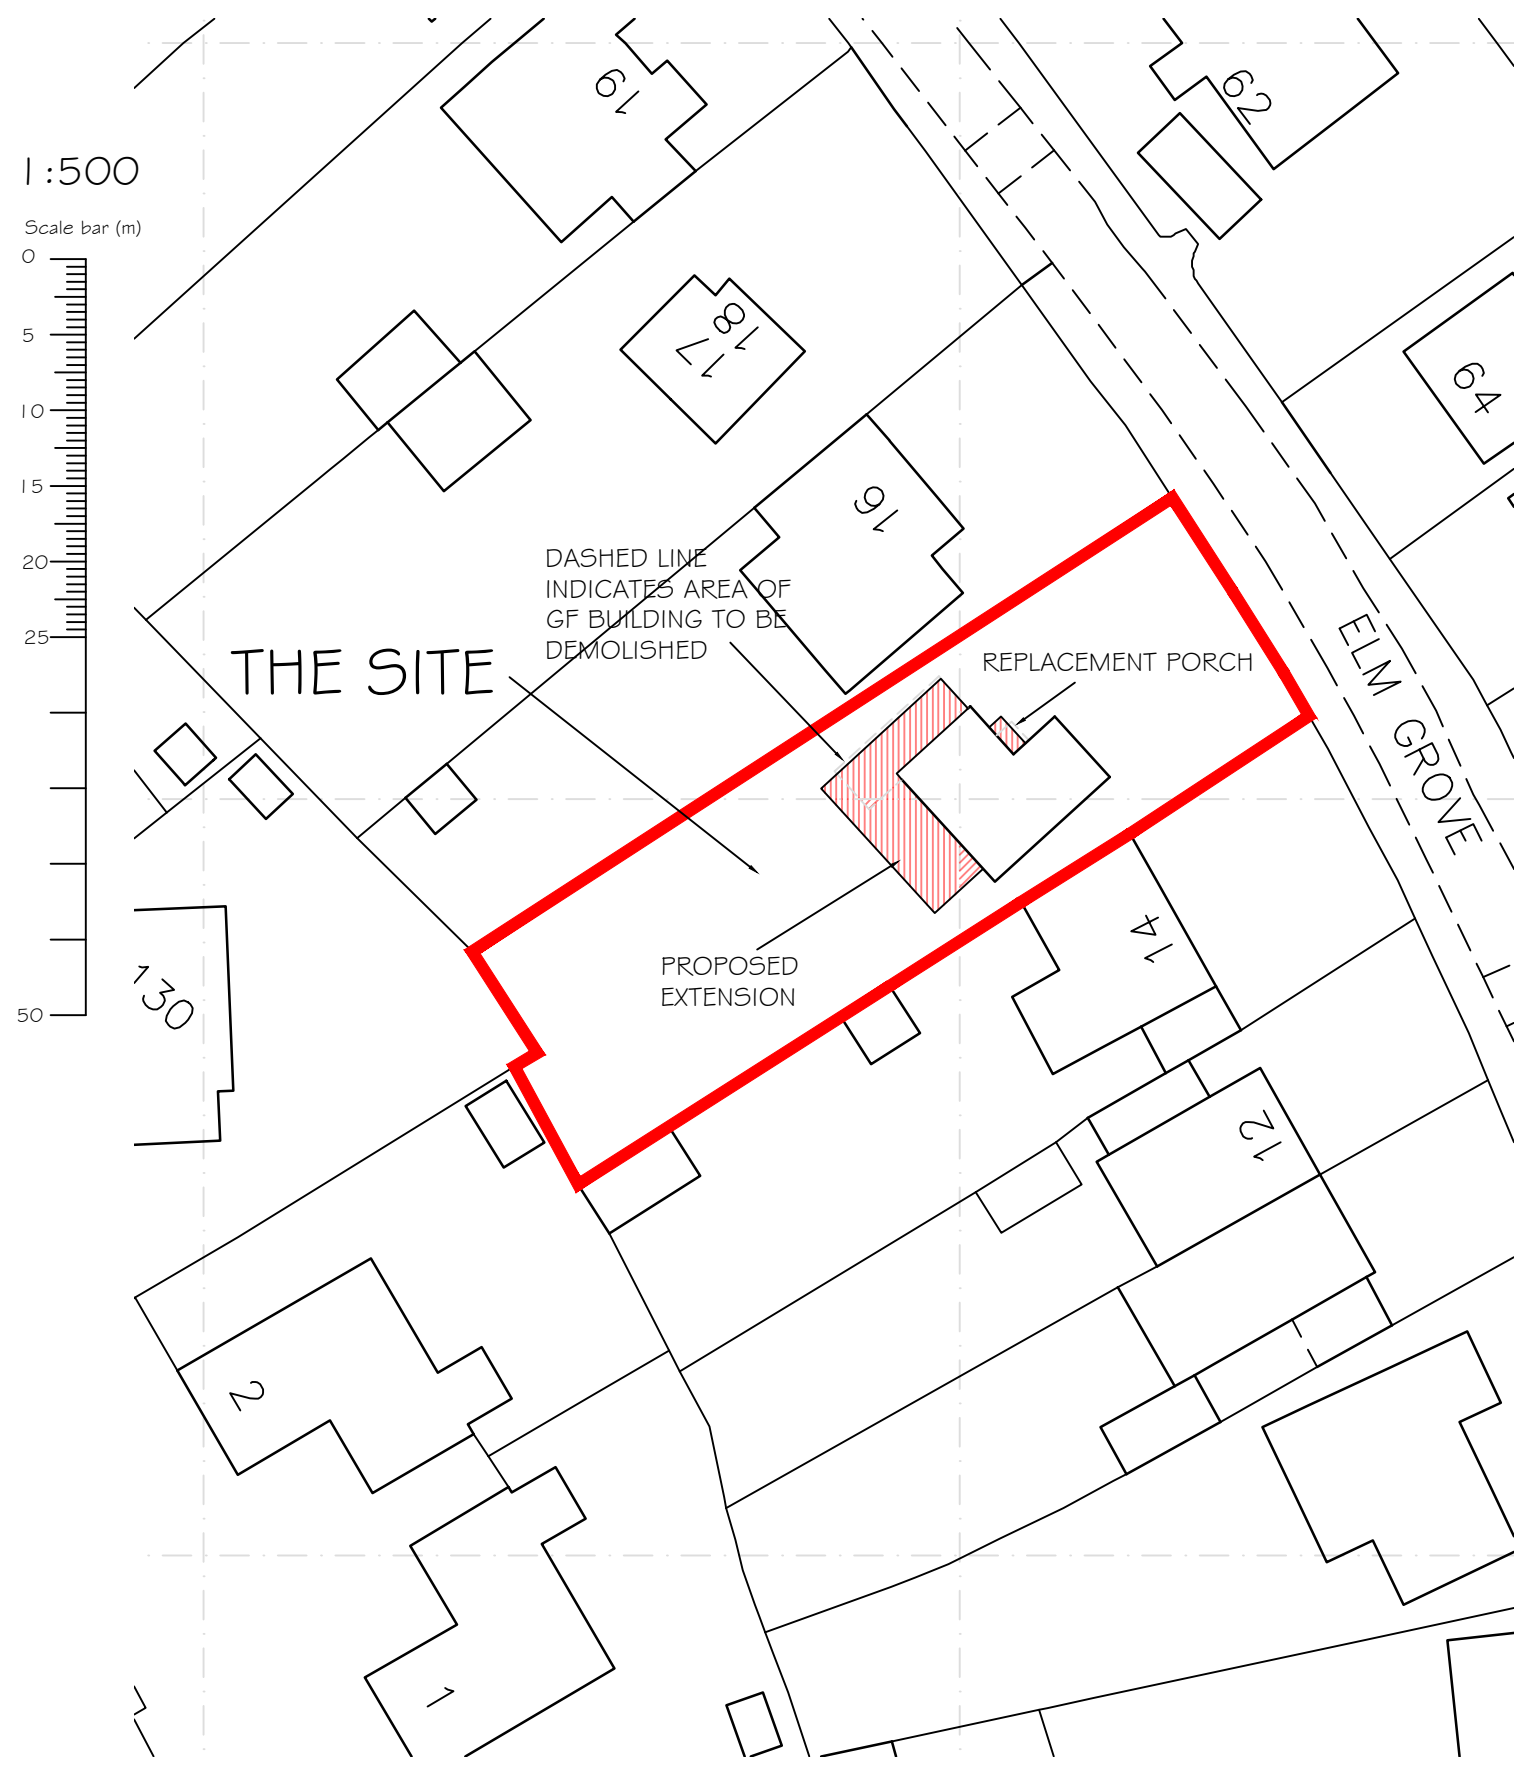 19
62
1:500
Scale bar (m)
0
5
10
15
20
25
50
18
17
64
16
DASHED LINE
INDICATES AREA OF
GF BUILDING TO BE
DEMOLISHED
THE SITE
REPLACEMENT PORCH
ELM GROVE
14
PROPOSED
EXTENSION
130
12
2
1